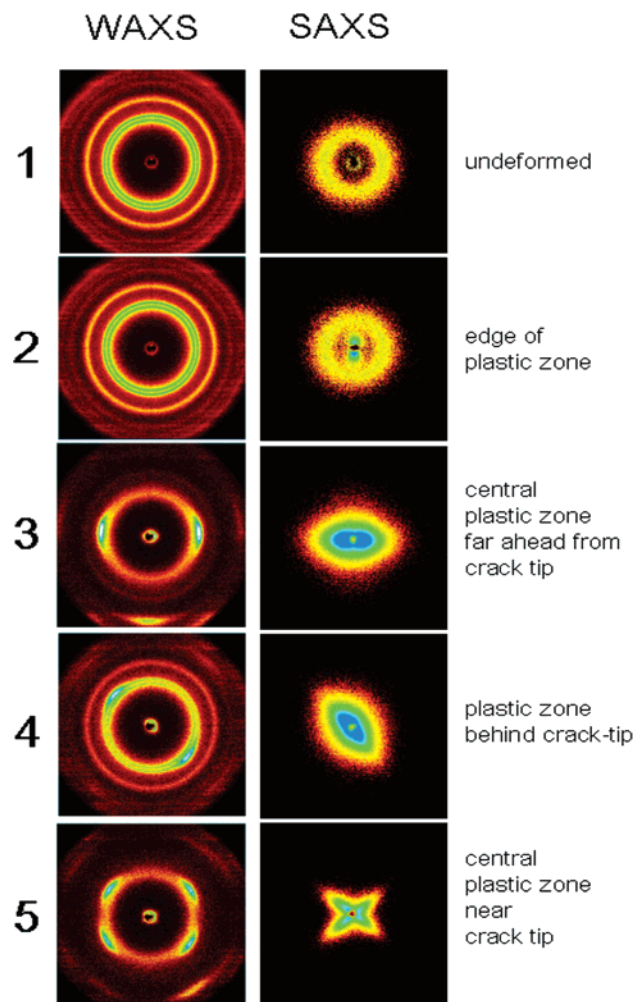 WAXS SAXS
1
undeformed
2
edge of
plastic zone
3
central
plastic zone
far ahead from
crack tip
4
plastic zone
behind crack-tip
5
central
plastic zone
near
crack tip